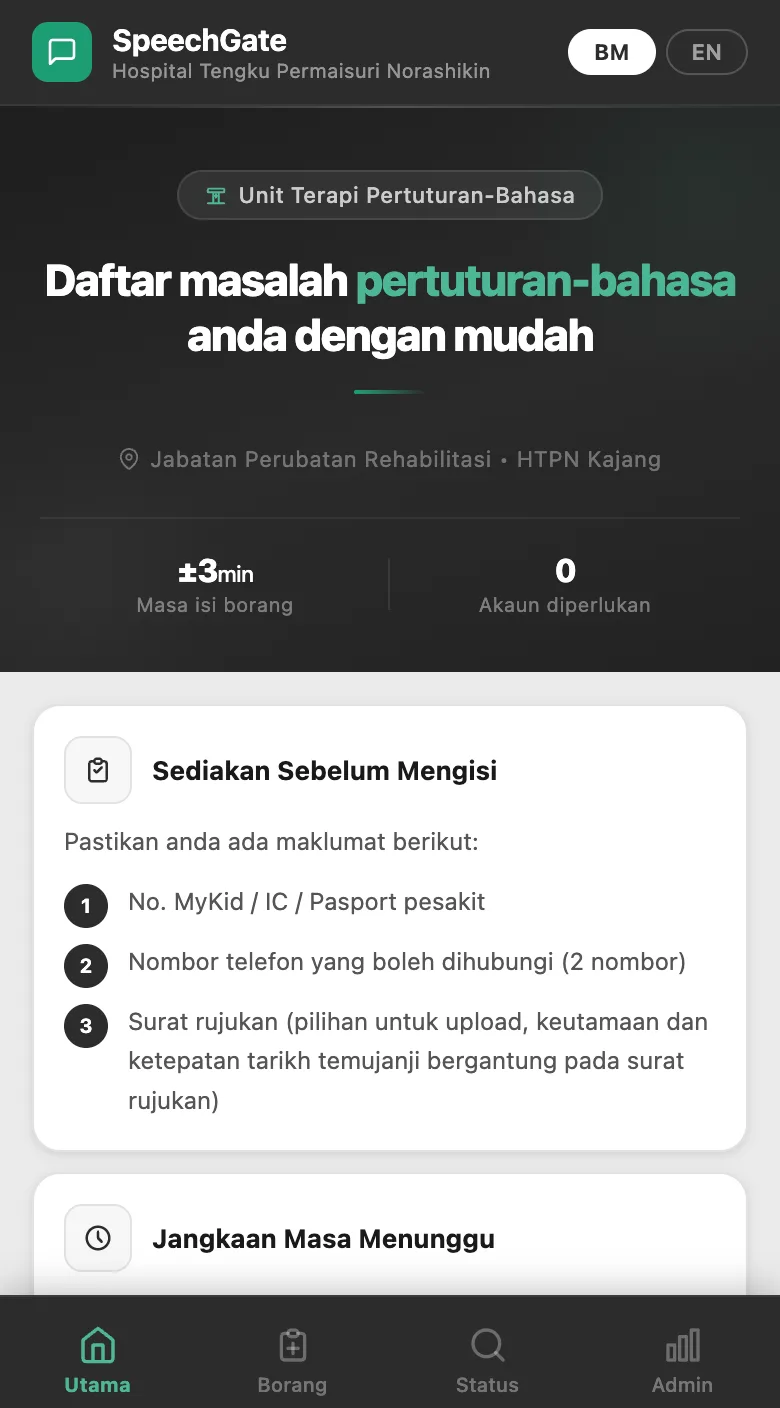 SpeechGate
Hospital Tengku Permaisuri Norashikin
BM
EN
Unit Terapi Pertuturan-Bahasa
Daftar masalah pertuturan-bahasa
anda dengan mudah
Jabatan Perubatan Rehabilitasi • HTPN Kajang
±3min
Masa isi borang
0
Akaun diperlukan
Sediakan Sebelum Mengisi
Pastikan anda ada maklumat berikut:
1 No. MyKid / IC / Pasport pesakit
2 Nombor telefon yang boleh dihubungi (2 nombor)
3 Surat rujukan (pilihan untuk upload, keutamaan dan
ketepatan tarikh temujanji bergantung pada surat
rujukan)
Jangkaan Masa Menunggu
Utama
Borang
Status
Admin